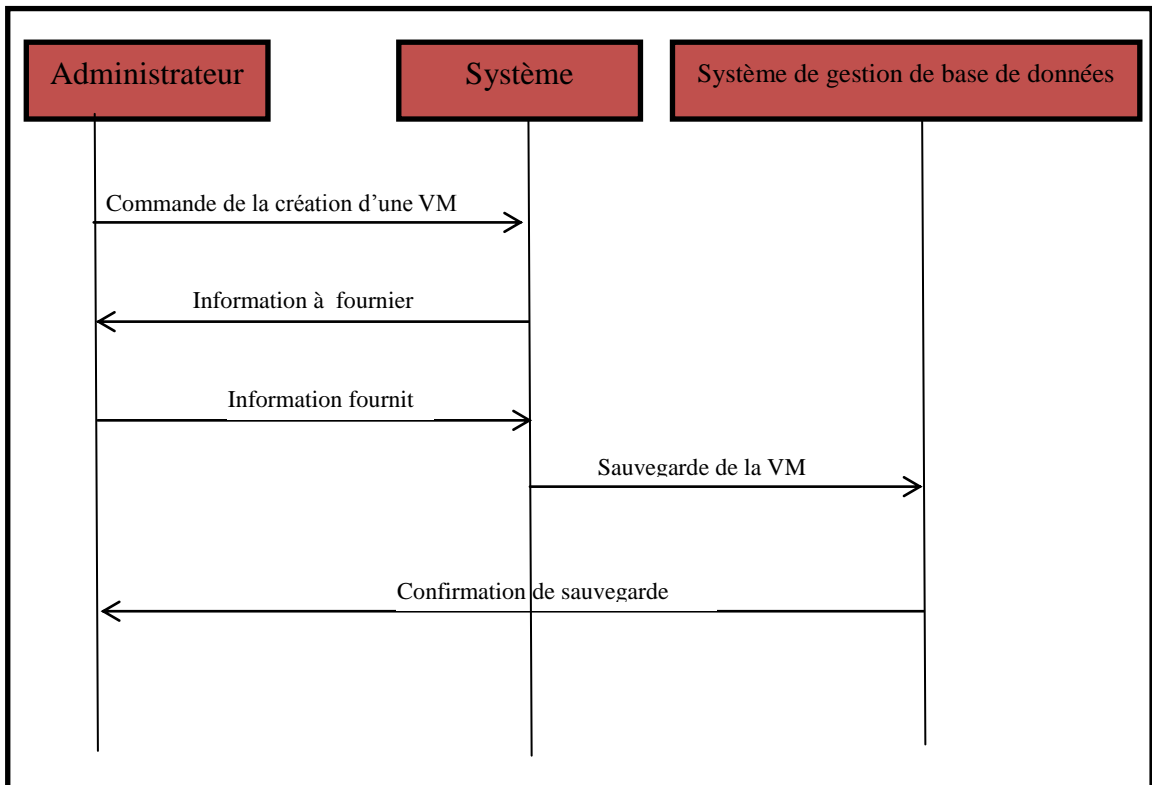 Administrateur
Système
Système de gestion de base de données
Commande de la création d’une VM
Information à fournier
Information fournit
Sauvegarde de la VM
Confirmation de sauvegarde